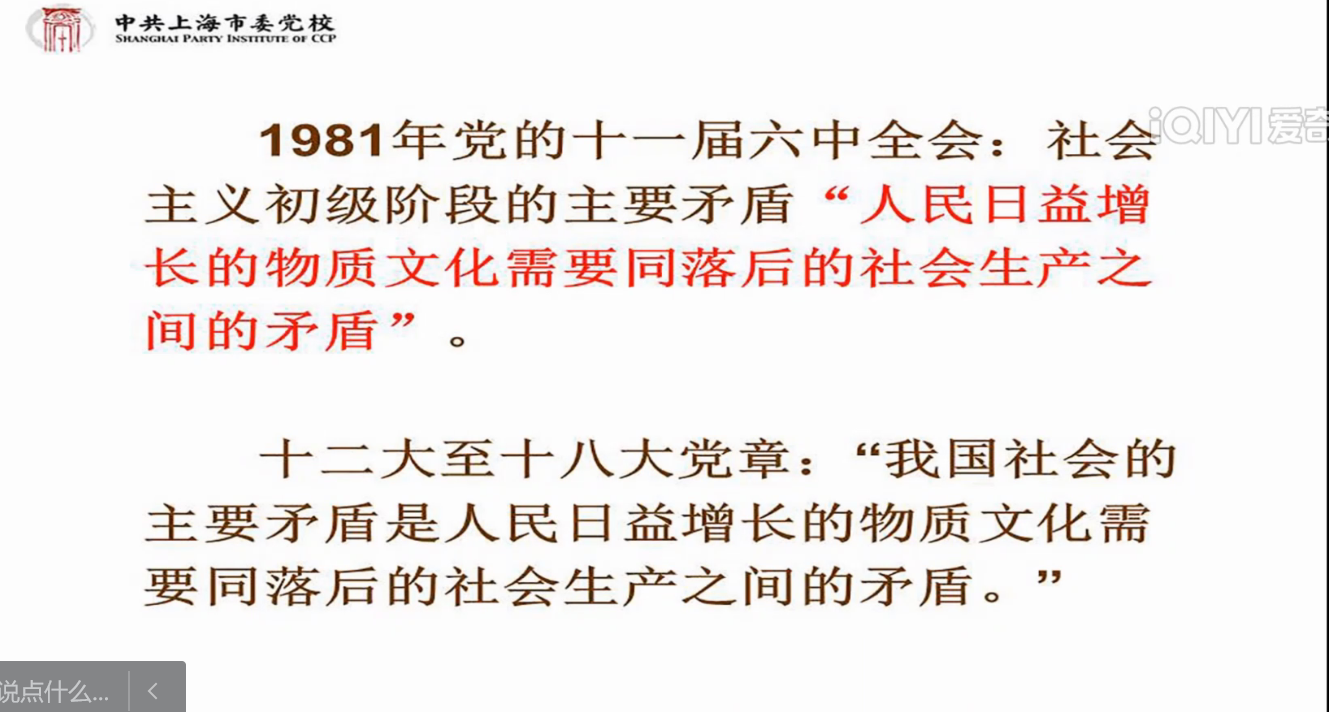 中共上海市委党校
SHANGHAI PARTY INSTITUTE OF CCP
iQIYI 爱奇
1981年党的十一届六中全会：社会
主义初级阶段的主要矛盾“人民日益增
长的物质文化需要同落后的社会生产之
间的矛盾”。
十二大至十八大党章：“我国社会的
主要矛盾是人民日益增长的物质文化需
要同落后的社会生产之间的矛盾。”
说点什么...